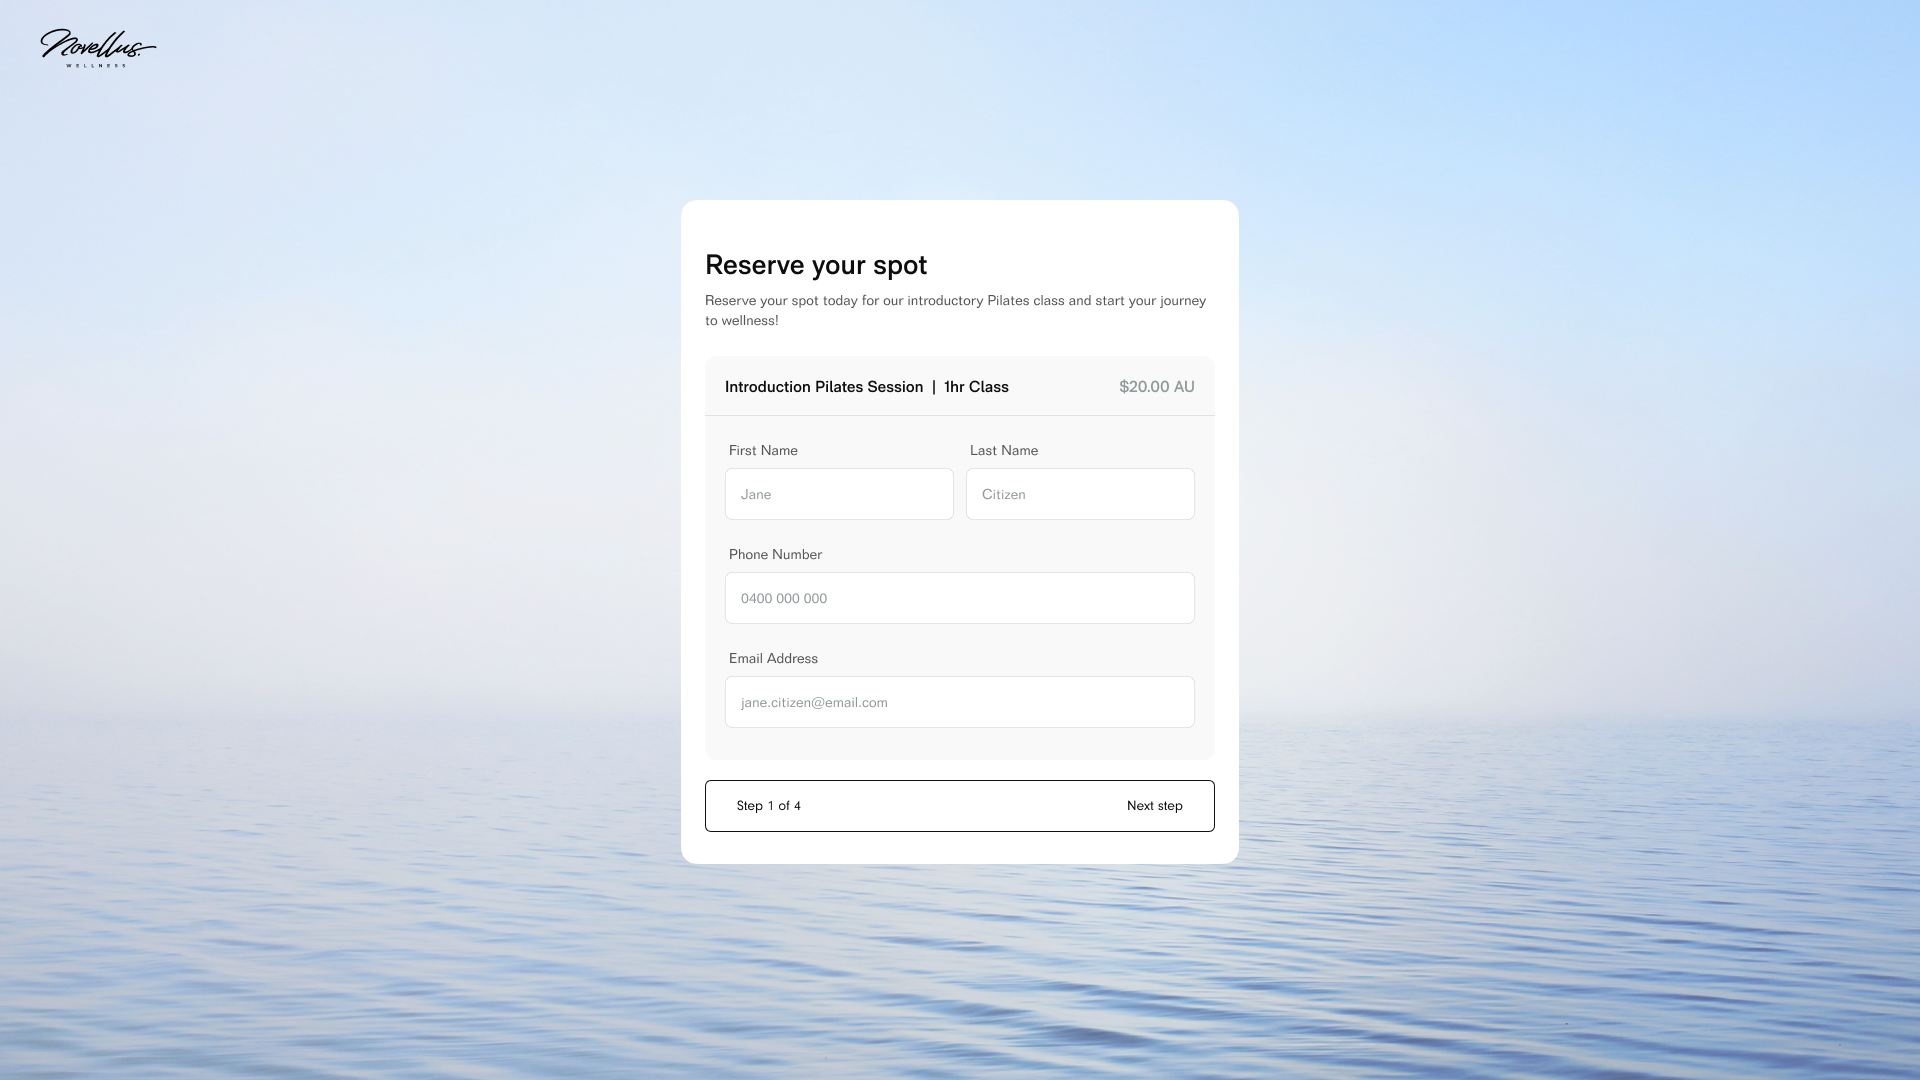 Novellus.
WELLNESS
Reserve your spot
Reserve your spot today for our introductory Pilates class and start your journey
to wellness!
Introduction Pilates Session | 1hr Class
$20.00 AU
First Name
Last Name
Jane
Citizen
Phone Number
0400 000 000
Email Address
jane.citizen@email.com
Step 1 of 4
Next step